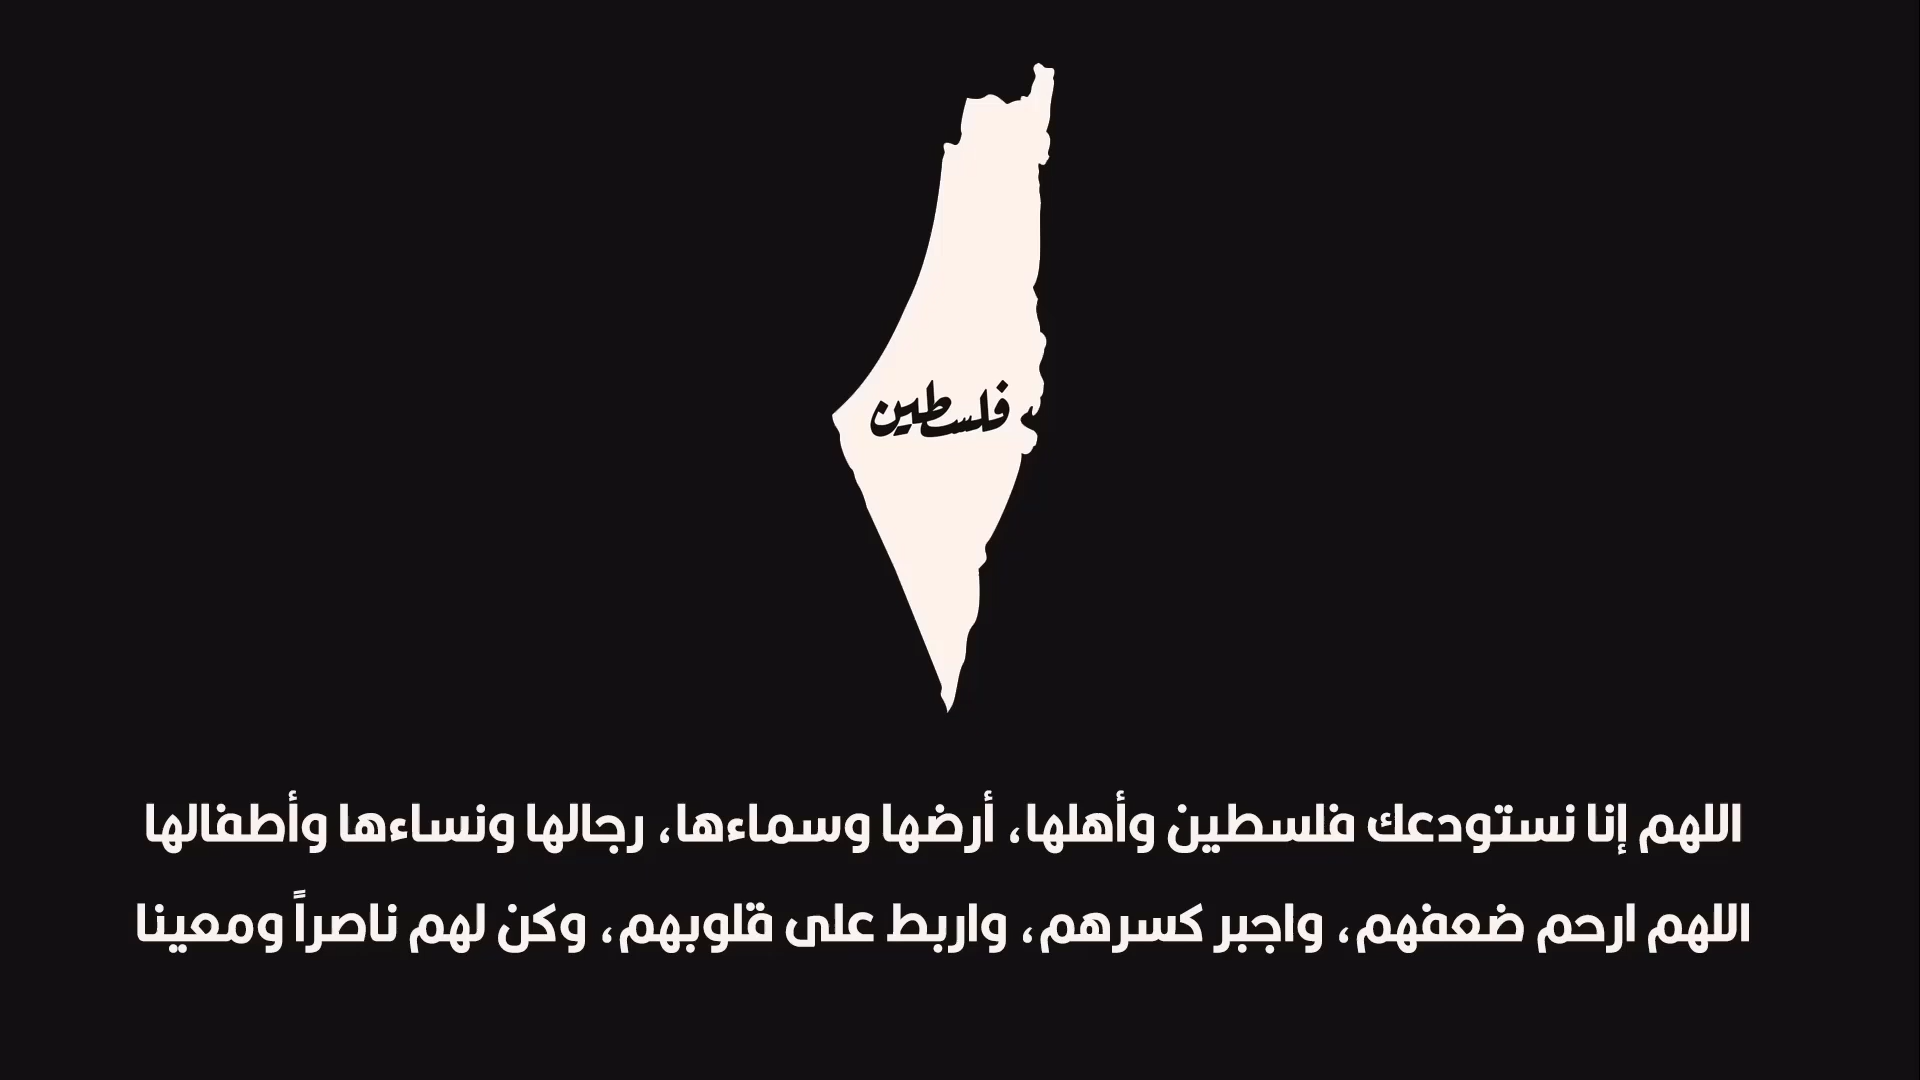 فلسطين
اللهم إنا نستودعك فلسطين وأهلها، أرضها وسماءها، رجالها ونساءها وأطفالها
اللهم ارحم ضعفهم، واجبر كسرهم، واربط على قلوبهم، وكن لهم ناصراً ومعينا